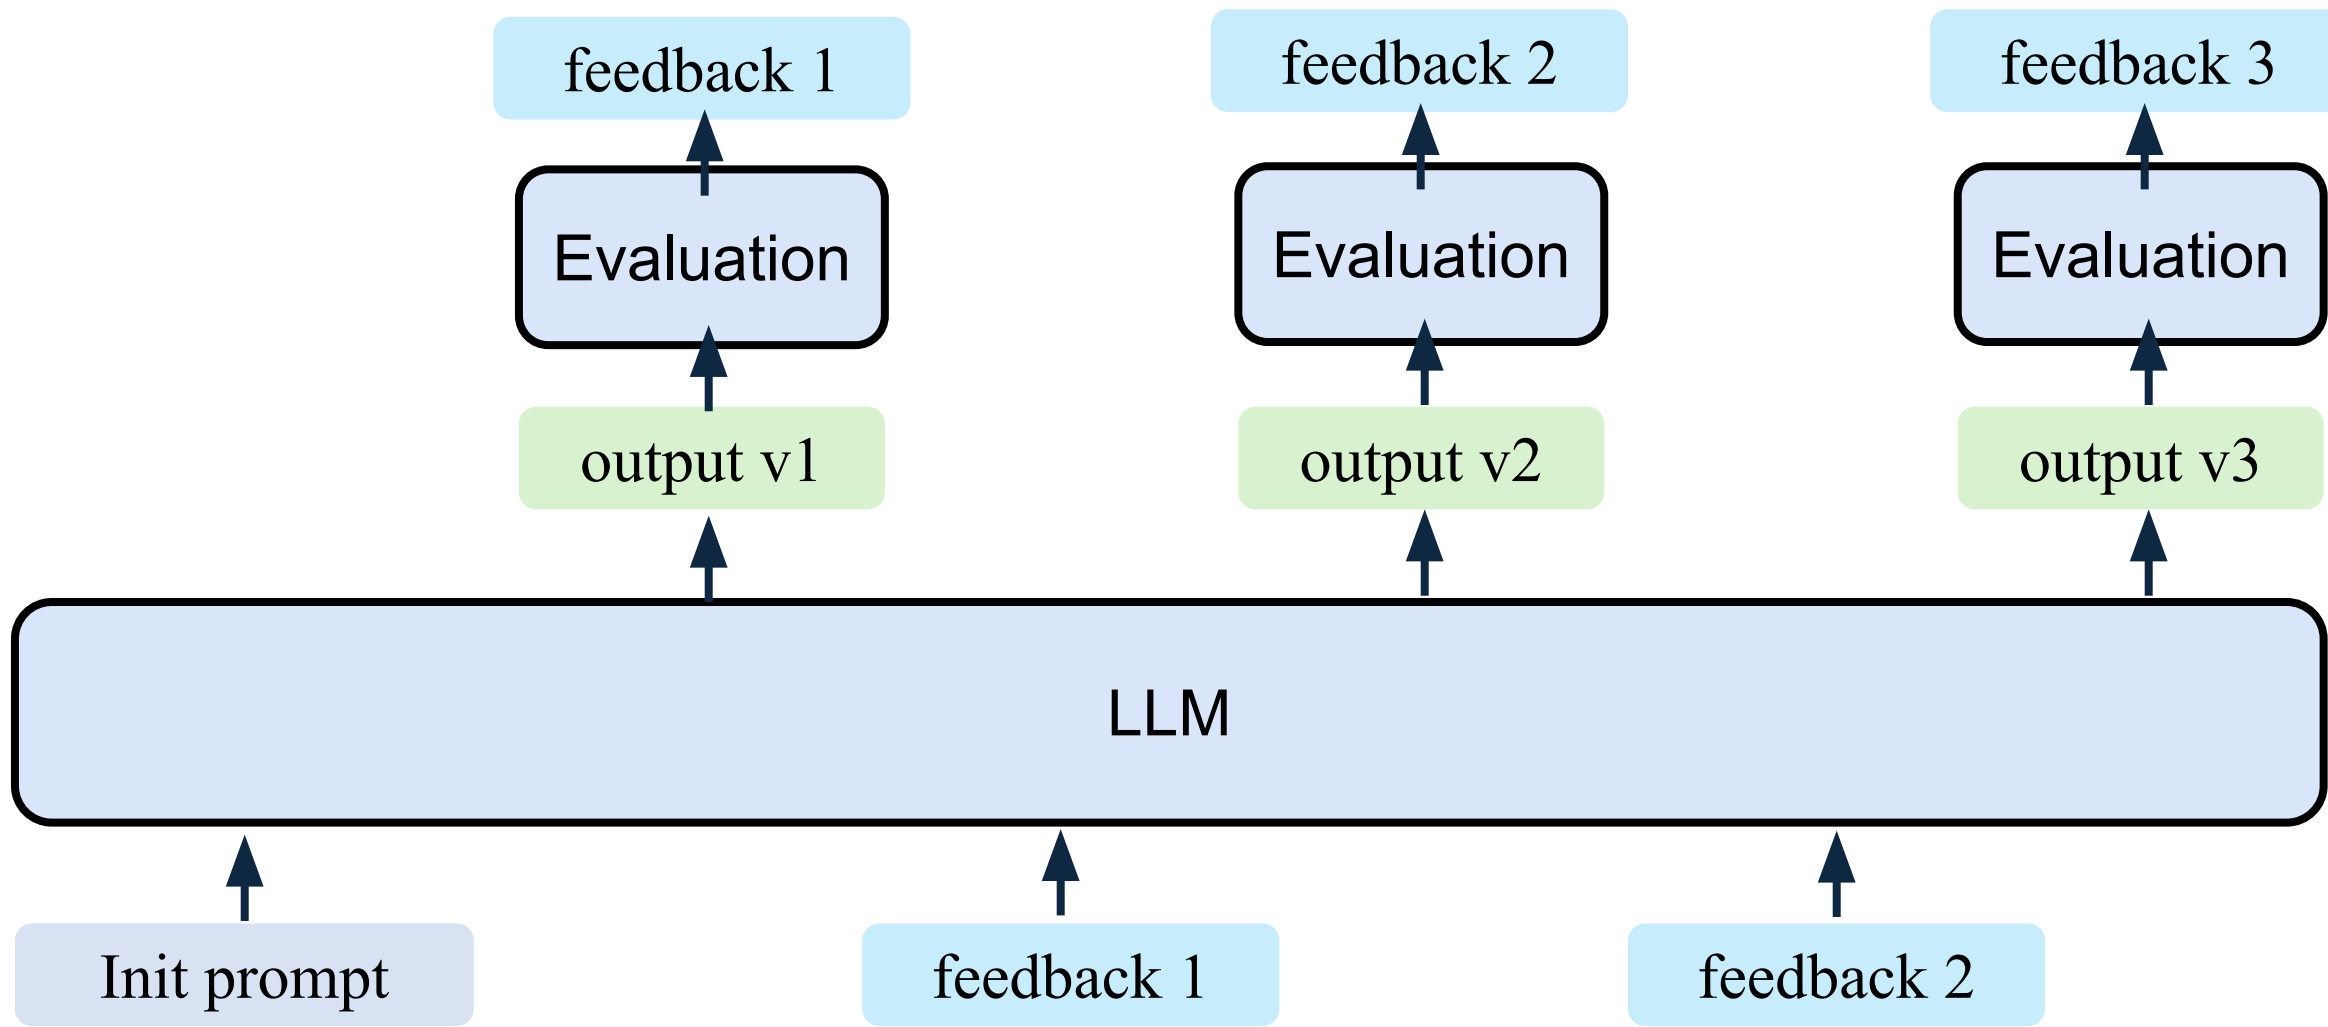 feedback 1
feedback 2
feedback 3
Evaluation
Evaluation
Evaluation
output v1
output v2
output v3
LLM
Init prompt
feedback 1
feedback 2